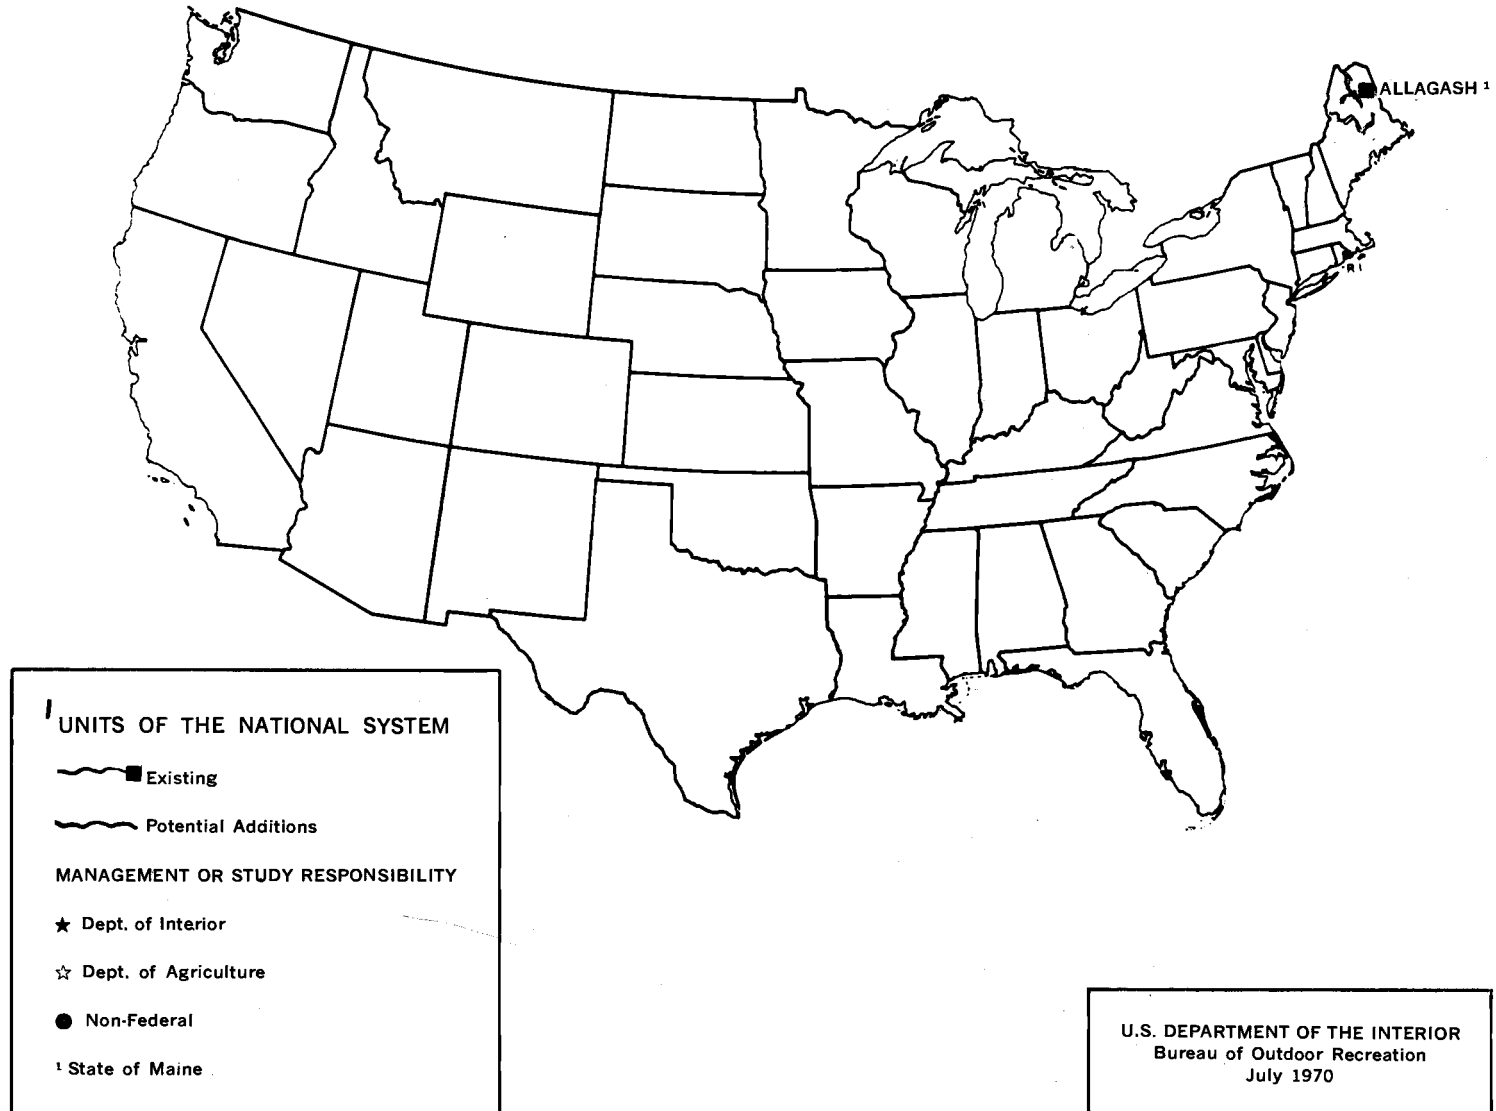 ALLAGASH ¹
R I
UNITS OF THE NATIONAL SYSTEM
Existing
Potential Additions
MANAGEMENT OR STUDY RESPONSIBILITY
★ Dept. of Interior
☆ Dept. of Agriculture
● Non-Federal
¹ State of Maine
U.S. DEPARTMENT OF THE INTERIOR
Bureau of Outdoor Recreation
July 1970